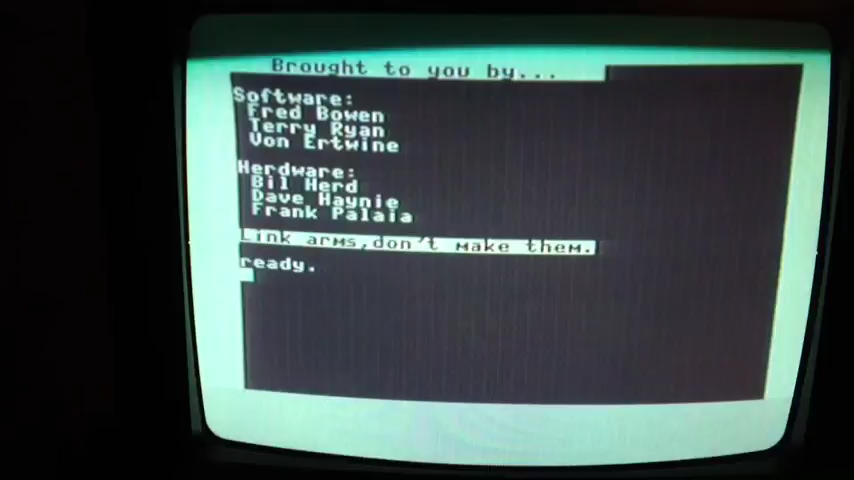 Brought to you by...
Software:
Fred Bowen
Terry Ryan
Von Ertwine
Herdware:
Bil Herd
Dave Haynie
Frank Palaia
Link arms,don't make them.
ready.